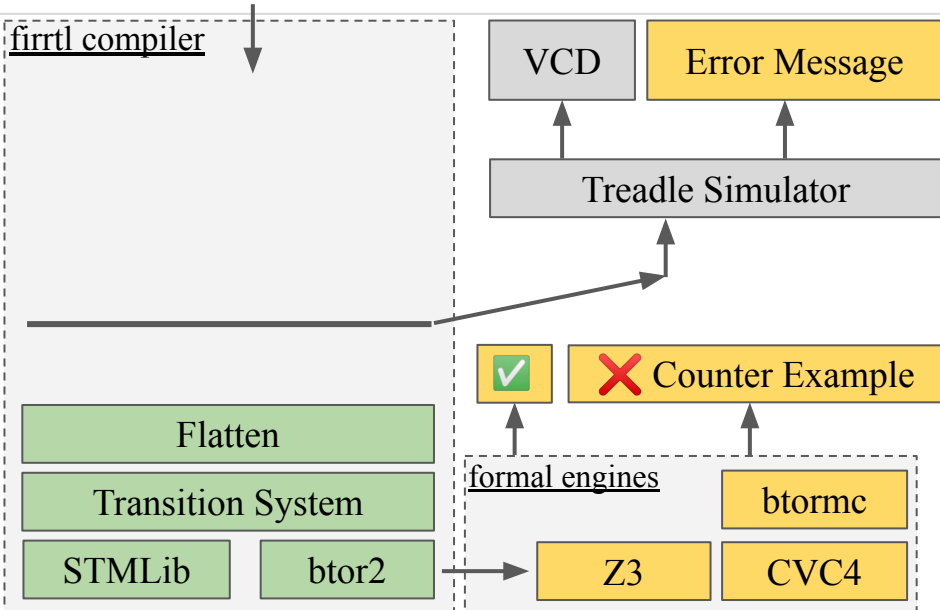 firrtl compiler
VCD
Error Message
Treadle Simulator
✅
❌ Counter Example
Flatten
Transition System
STMLib
btor2
formal engines
btormc
Z3
CVC4